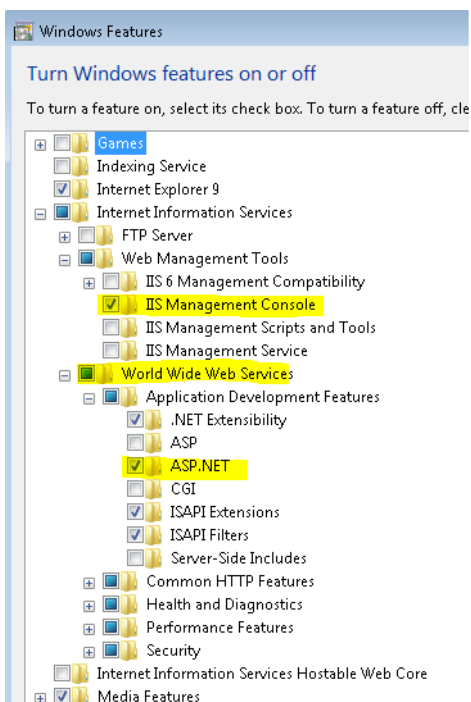 Windows Features
Turn Windows features on or off
To turn a feature on, select its check box. To turn a feature off, cle
Games
Indexing Service
Internet Explorer 9
Internet Information Services
FTP Server
Web Management Tools
IIS 6 Management Compatibility
IIS Management Console
IIS Management Scripts and Tools
IIS Management Service
World Wide Web Services
Application Development Features
.NET Extensibility
ASP
ASP.NET
CGI
ISAPI Extensions
ISAPI Filters
Server-Side Includes
Common HTTP Features
Health and Diagnostics
Performance Features
Security
Internet Information Services Hostable Web Core
Media Features